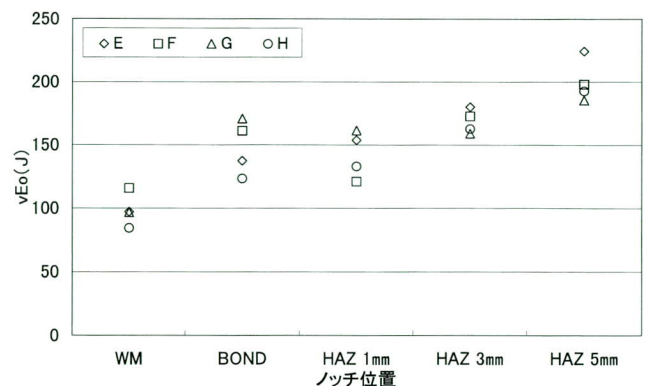 250
◇E □F △G ○H
200
150
vEo(J)
100
50
0
WM BOND HAZ 1mm HAZ 3mm HAZ 5mm
ノッチ位置